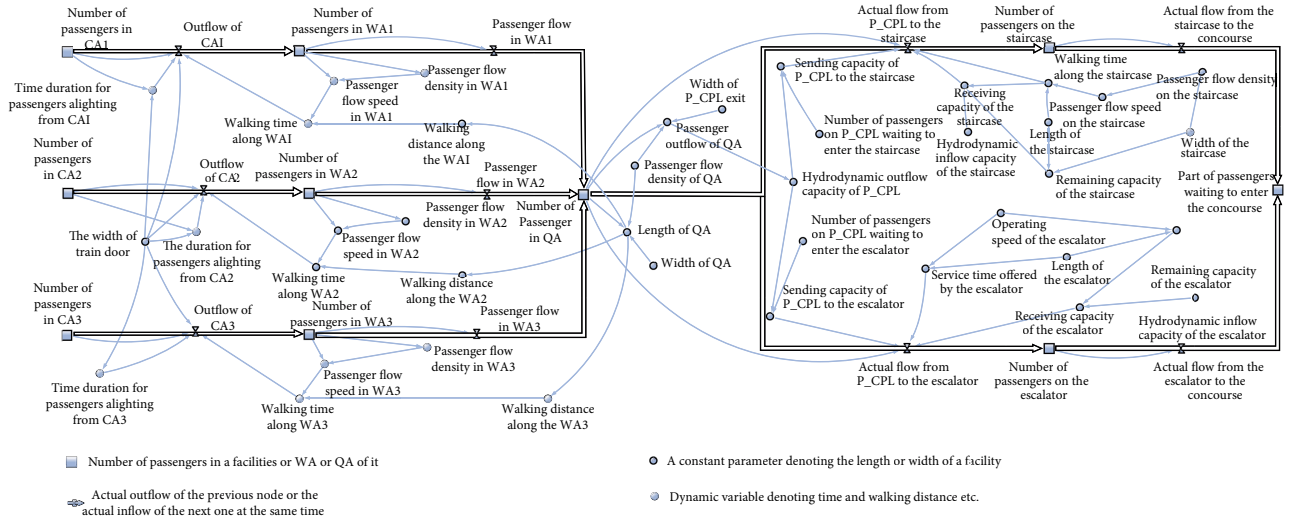 Number of
passengers in
CA1
Outflow of
CAI
Number of
passengers in WA1
Passenger flow
in WA1
Time duration for
passengers alighting
from CAI
Passenger flow
density in WA1
Passenger
flow speed
in WA1
Walking time
along WAI
Walking
distance along
the WAI
Number of
passengers
in CA2
Outflow
of CA2
Number of
passengers in WA2
Passenger
flow in WA2
Passenger flow
density in WA2
Number of
Passenger
in QA
The width of
train door
The duration for
passengers alighting
from CA2
Passenger flow
speed in WA2
Walking time
along WA2
Walking distance
along the WA2
Number of
passengers
in CA3
Outflow of
CA3
Number of
passengers in WA3
Passenger flow
in WA3
Passenger flow
density in WA3
Passenger flow
speed in WA3
Time duration for
passengers alighting
from CA3
Walking time
along WA3
Walking distance
along the WA3
Width of
P_CPL exit
Passenger
outflow of QA
Passenger flow
density of QA
Length of QA
Width of QA
Actual flow from
P_CPL to the
staircase
Number of
passengers on the
staircase
Actual flow from the
staircase to the
concourse
Sending capacity of
P_CPL to the staircase
Walking time
along the staircase
Passenger flow density
on the staircase
Receiving
capacity of the
staircase
Passenger flow speed
on the staircase
Number of passengers
on P_CPL waiting to
enter the staircase
Hydrodynamic
inflow capacity
of the staircase
Length of
the staircase
Width of the
staircase
Hydrodynamic outflow
capacity of P_CPL
Remaining capacity
of the staircase
Part of passengers
waiting to enter
the concourse
Number of passengers
on P_CPL waiting to
enter the escalator
Operating
speed of the escalator
Service time offered
by the escalator
Length of
the escalator
Remaining capacity
of the escalator
Sending capacity of
P_CPL to the escalator
Receiving capacity
of the escalator
Hydrodynamic inflow
capacity of the escalator
Actual flow from
P_CPL to the escalator
Number of
passengers on the
escalator
Actual flow from the
escalator to the
concourse
Number of passengers in a facilities or WA or QA of it
A constant parameter denoting the length or width of a facility
Actual outflow of the previous node or the
actual inflow of the next one at the same time
Dynamic variable denoting time and walking distance etc.